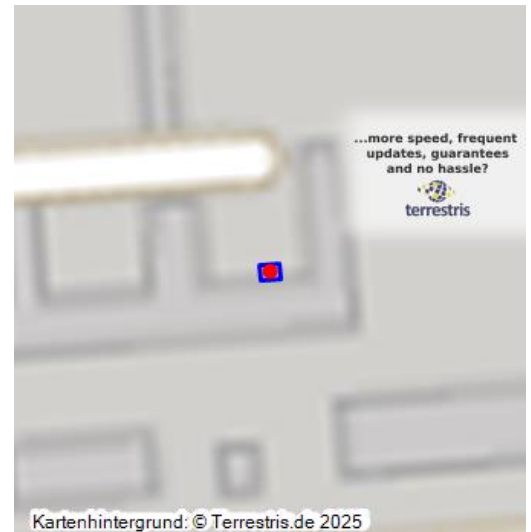 ...more speed, frequent
updates, guarantees
and no hassle?
terrestris
Kartenhintergrund: © Terrestris.de 2025